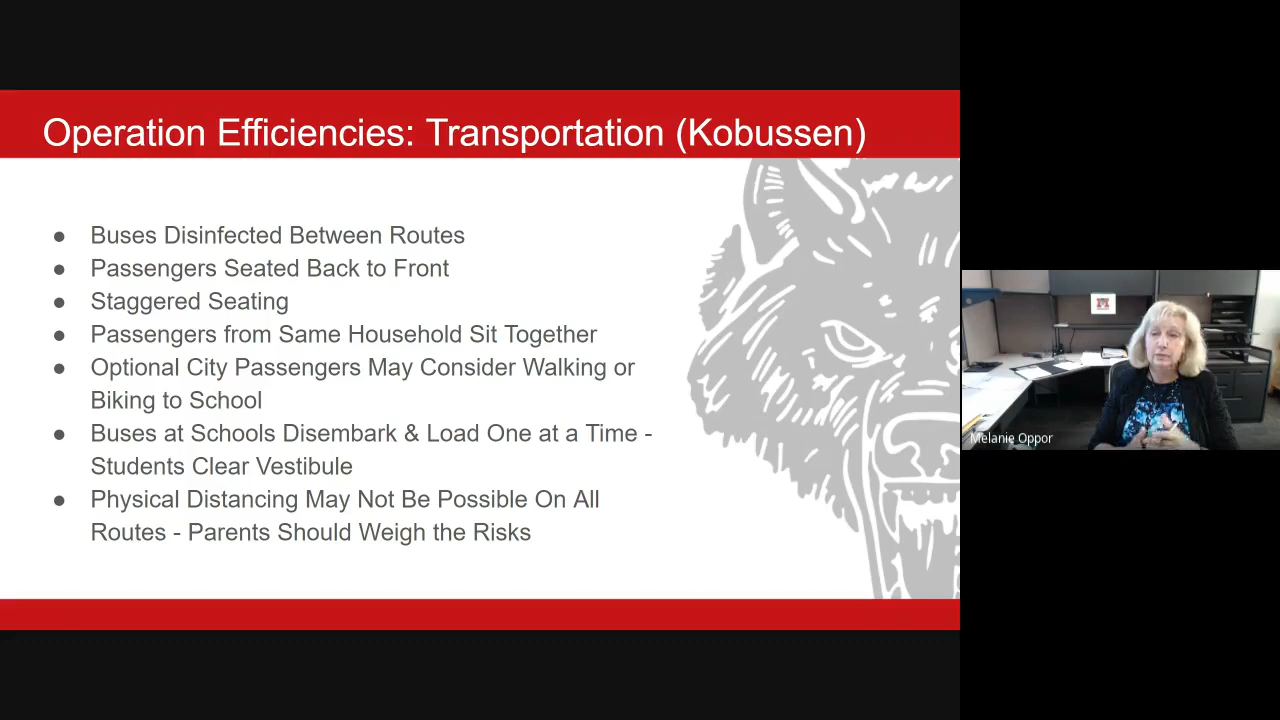 Operation Efficiencies: Transportation (Kobussen)
● Buses Disinfected Between Routes
● Passengers Seated Back to Front
● Staggered Seating
● Passengers from Same Household Sit Together
● Optional City Passengers May Consider Walking or
Biking to School
● Buses at Schools Disembark & Load One at a Time -
Students Clear Vestibule
● Physical Distancing May Not Be Possible On All
Routes - Parents Should Weigh the Risks
Melanie Oppor